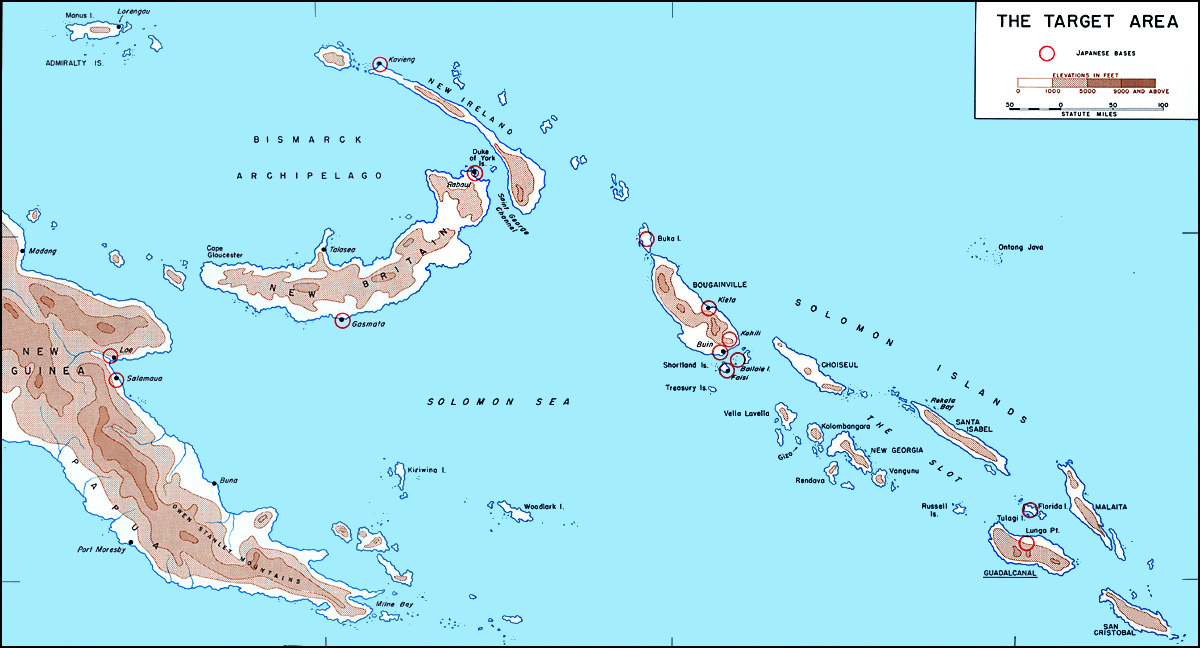 THE TARGET AREA
JAPANESE BASES
ELEVATIONS IN FEET
0 1000 5000 9000 AND ABOVE
50 0 50 100
STATUTE MILES
Manus I.
Lorengau
ADMIRALTY IS.
Kavieng
NEW IRELAND
BISMARCK
ARCHIPELAGO
Duke
of York
Is.
Rabaul
Saint George
Channel
Madang
Cape
Gloucester
Talasea
NEW BRITAIN
Gasmata
Buka I.
Ontong Java
BOUGAINVILLE
Kieta
Kahili
Buin
Shortland Is.
Ballale I.
Faisi
Treasury Is.
SOLOMON ISLANDS
CHOISEUL
NEW
GUINEA
Lae
Salamaua
SOLOMON SEA
Vella Lavella
Kolombangara
Gizo
THE SLOT
Rekata
Bay
SANTA
ISABEL
NEW GEORGIA
Vangunu
Rendova
Kiriwina I.
Buna
PAPUA
OWEN STANLEY MOUNTAINS
Port Moresby
Woodlark I.
Russell
Is.
Florida I.
Tulagi I.
MALAITA
Lunga Pt.
GUADALCANAL
Milne Bay
SAN
CRISTOBAL